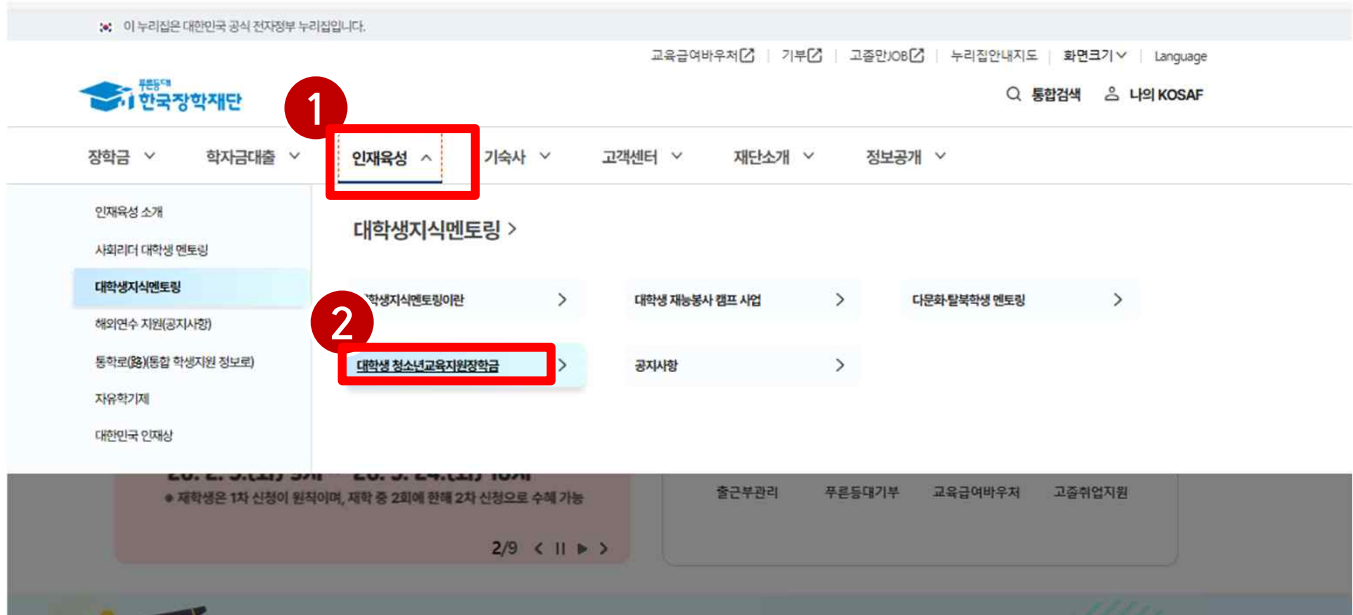 이 누리집은 대한민국 공식 전자정부 누리집입니다.
교육급여바우처 기부 고졸만JOB 누리집안내지도 화면크기 Language
푸른등대
한국장학재단
통합검색 나의 KOSAF
1
장학금 학자금대출 인재육성 기숙사 고객센터 재단소개 정보공개
인재육성 소개
사회리더 대학생 멘토링
대학생지식멘토링
해외연수 지원(공지사항)
통학로(路)(통합 학생지원 정보로)
자유학기제
대한민국 인재상
대학생지식멘토링 >
학생지식멘토링이란 > 대학생 재능봉사 캠프 사업 > 다문화·탈북학생 멘토링 >
2
대학생 청소년교육지원장학금 > 공지사항 >
※ 재학생은 1차 신청이 원칙이며, 재학 중 2회에 한해 2차 신청으로 수혜 가능
2/9
출근부관리 푸른등대기부 교육급여바우처 고졸취업지원